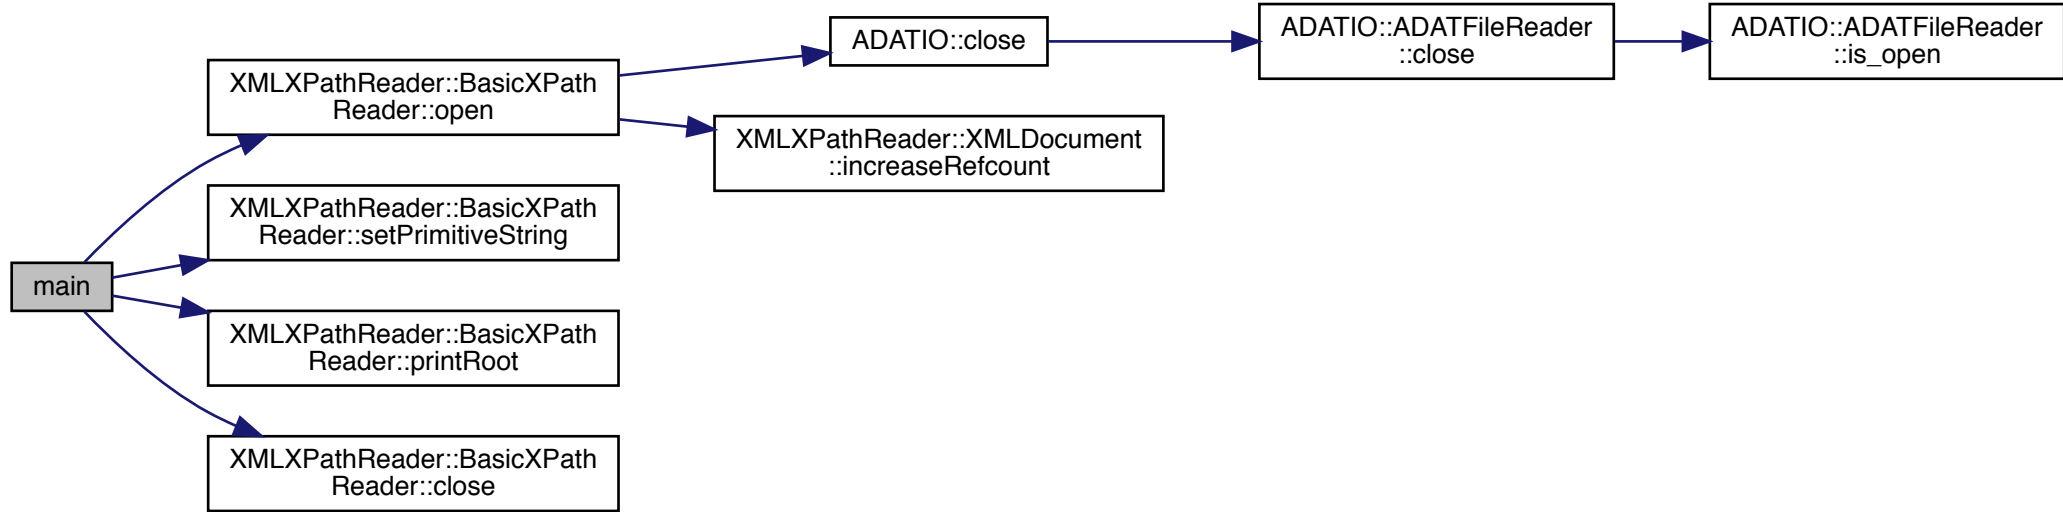 main
XMLXPathReader::BasicXPath
Reader::open
XMLXPathReader::BasicXPath
Reader::setPrimitiveString
XMLXPathReader::BasicXPath
Reader::printRoot
XMLXPathReader::BasicXPath
Reader::close
ADATIO::close
XMLXPathReader::XMLDocument
::increaseRefcount
ADATIO::ADATFileReader
::close
ADATIO::ADATFileReader
::is_open